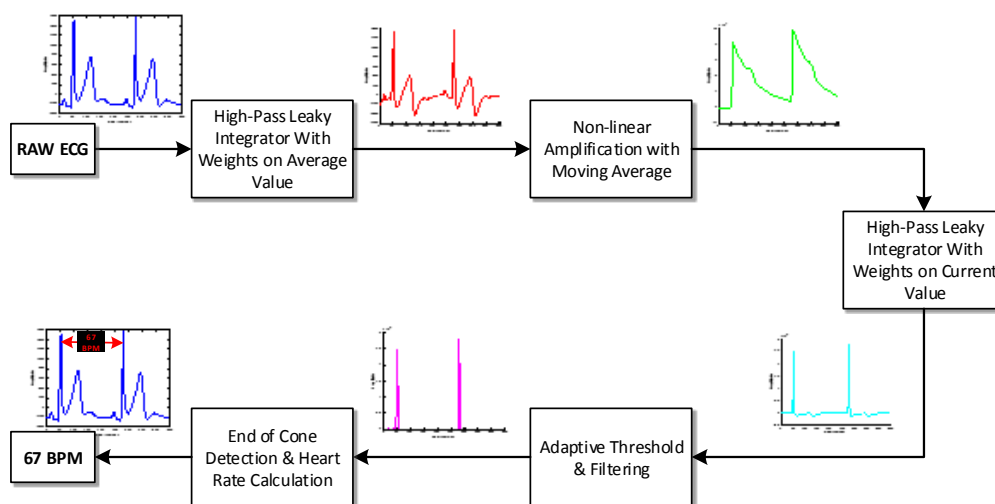 RAW ECG
High-Pass Leaky
Integrator With
Weights on Average
Value
Non-linear
Amplification with
Moving Average
High-Pass Leaky
Integrator With
Weights on Current
Value
Adaptive Threshold
& Filtering
End of Cone
Detection & Heart
Rate Calculation
67
BPM
67 BPM